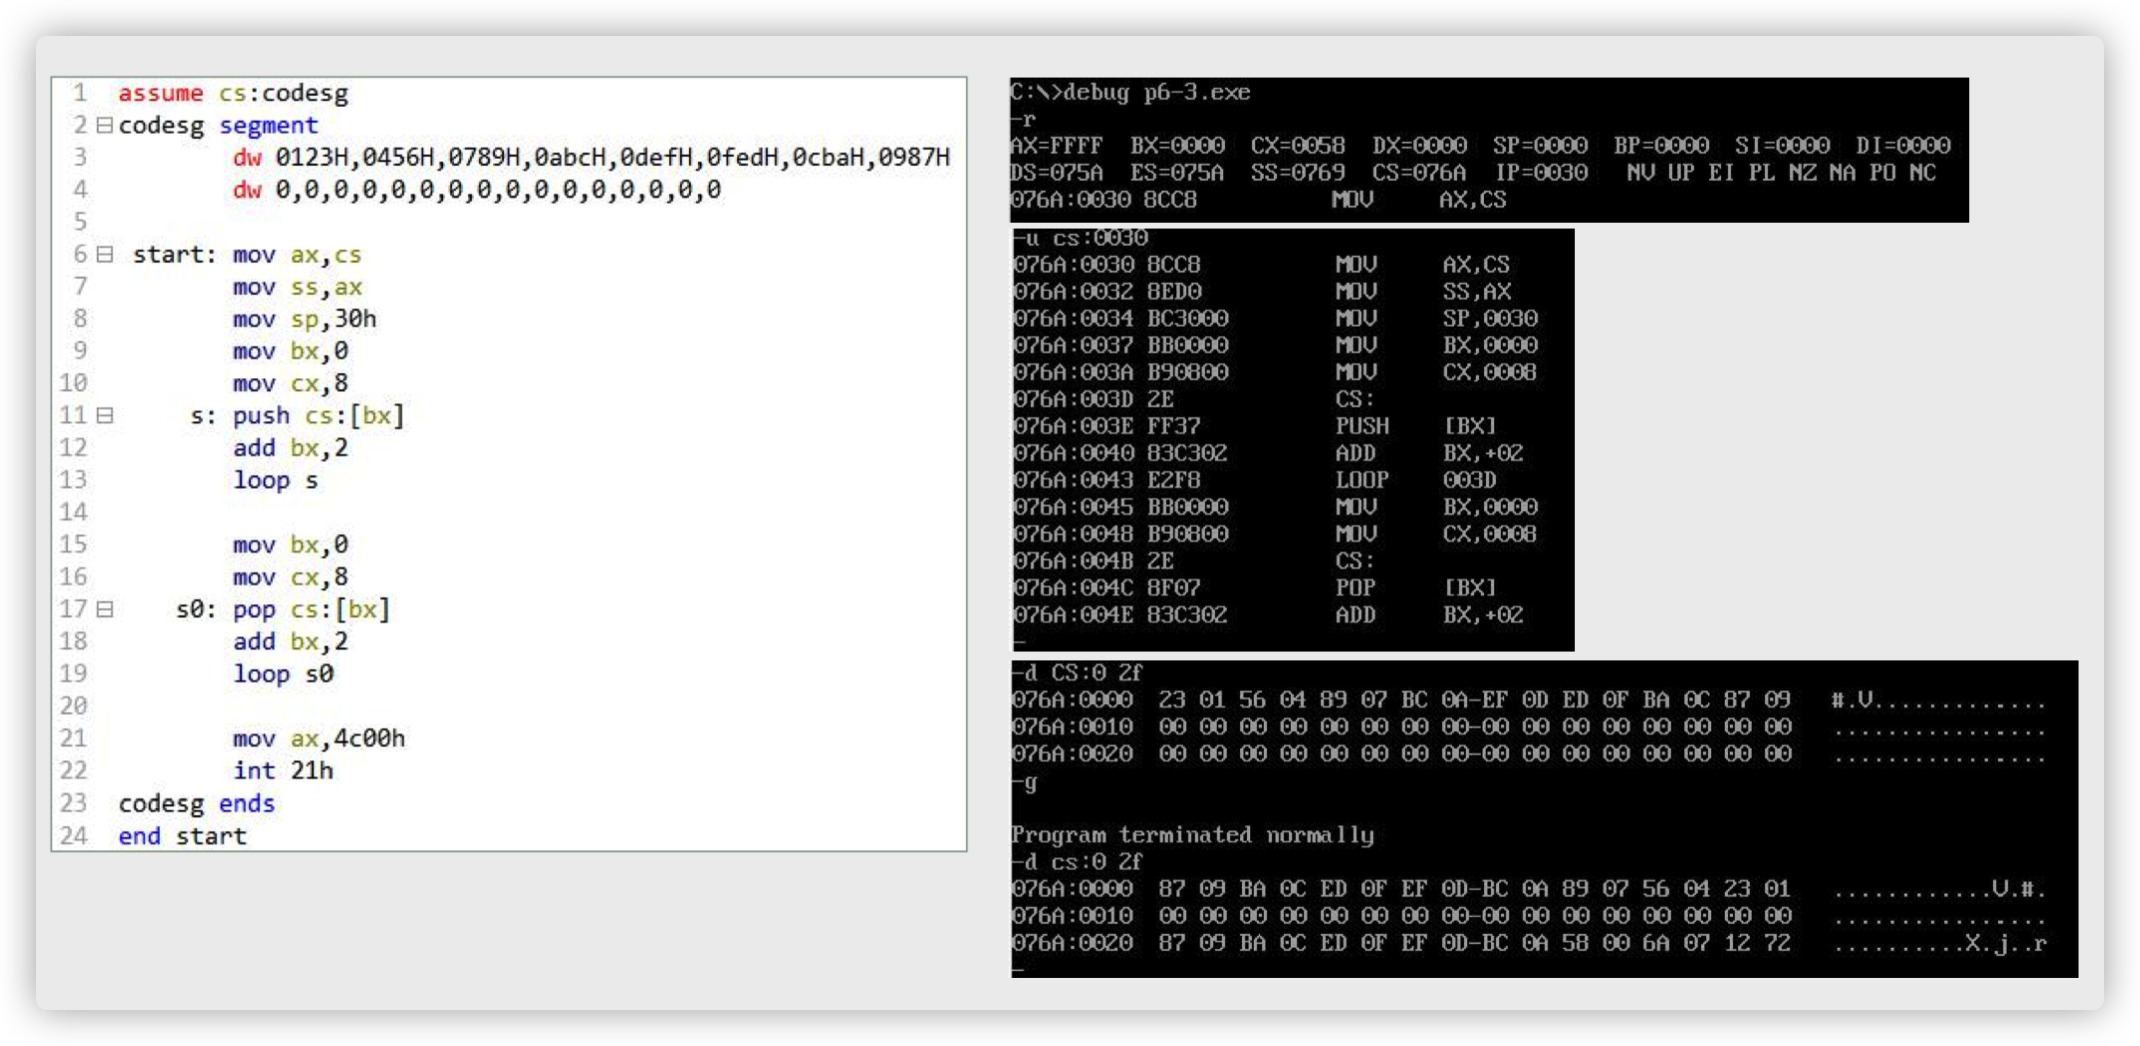 1 assume cs:codesg
2 codesg segment
3 dw 0123H,0456H,0789H,0abcH,0defH,0fedH,0cbaH,0987H
4 dw 0,0,0,0,0,0,0,0,0,0,0,0,0,0,0,0
5
6 start: mov ax,cs
7 mov ss,ax
8 mov sp,30h
9 mov bx,0
10 mov cx,8
11 s: push cs:[bx]
12 add bx,2
13 loop s
14
15 mov bx,0
16 mov cx,8
17 s0: pop cs:[bx]
18 add bx,2
19 loop s0
20
21 mov ax,4c00h
22 int 21h
23 codesg ends
24 end start
C:\>debug p6-3.exe
-r
AX=FFFF BX=0000 CX=0058 DX=0000 SP=0000 BP=0000 SI=0000 DI=0000
DS=075A ES=075A SS=0769 CS=076A IP=0030 NV UP EI PL NZ NA PO NC
076A:0030 8CC8 MOV AX,CS
-u cs:0030
076A:0030 8CC8 MOV AX,CS
076A:0032 8ED0 MOV SS,AX
076A:0034 BC3000 MOV SP,0030
076A:0037 BB0000 MOV BX,0000
076A:003A B90800 MOV CX,0008
076A:003D 2E CS:
076A:003E FF37 PUSH [BX]
076A:0040 83C302 ADD BX,+02
076A:0043 E2F8 LOOP 003D
076A:0045 BB0000 MOV BX,0000
076A:0048 B90800 MOV CX,0008
076A:004B 2E CS:
076A:004C 8F07 POP [BX]
076A:004E 83C302 ADD BX,+02
-
-d CS:0 2f
076A:0000 23 01 56 04 89 07 BC 0A-EF 0D ED 0F BA 0C 87 09 #.V.............
076A:0010 00 00 00 00 00 00 00 00-00 00 00 00 00 00 00 00 ................
076A:0020 00 00 00 00 00 00 00 00-00 00 00 00 00 00 00 00 ................
-g
Program terminated normally
-d cs:0 2f
076A:0000 87 09 BA 0C ED 0F EF 0D-BC 0A 89 07 56 04 23 01 ............V.#.
076A:0010 00 00 00 00 00 00 00 00-00 00 00 00 00 00 00 00 ................
076A:0020 87 09 BA 0C ED 0F EF 0D-BC 0A 58 00 6A 07 12 72 ..........X.j..r
-